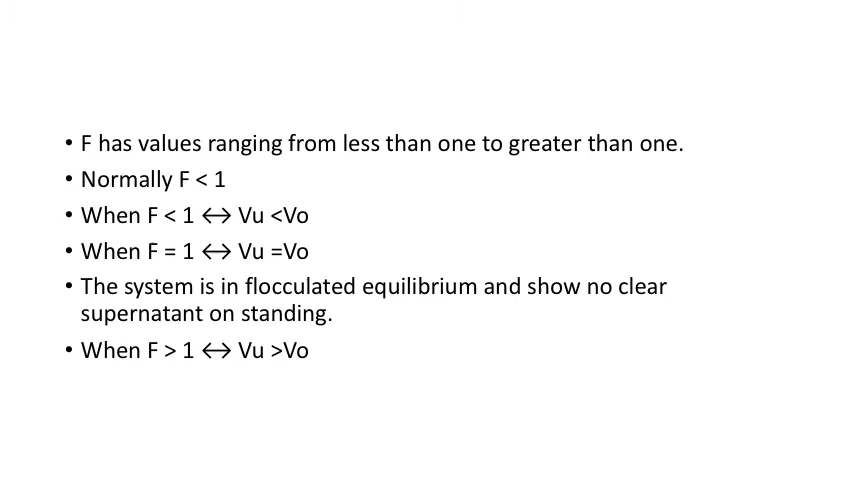 • F has values ranging from less than one to greater than one.
• Normally F < 1
• When F < 1 ↔ Vu <Vo
• When F = 1 ↔ Vu =Vo
• The system is in flocculated equilibrium and show no clear
supernatant on standing.
• When F > 1 ↔ Vu >Vo